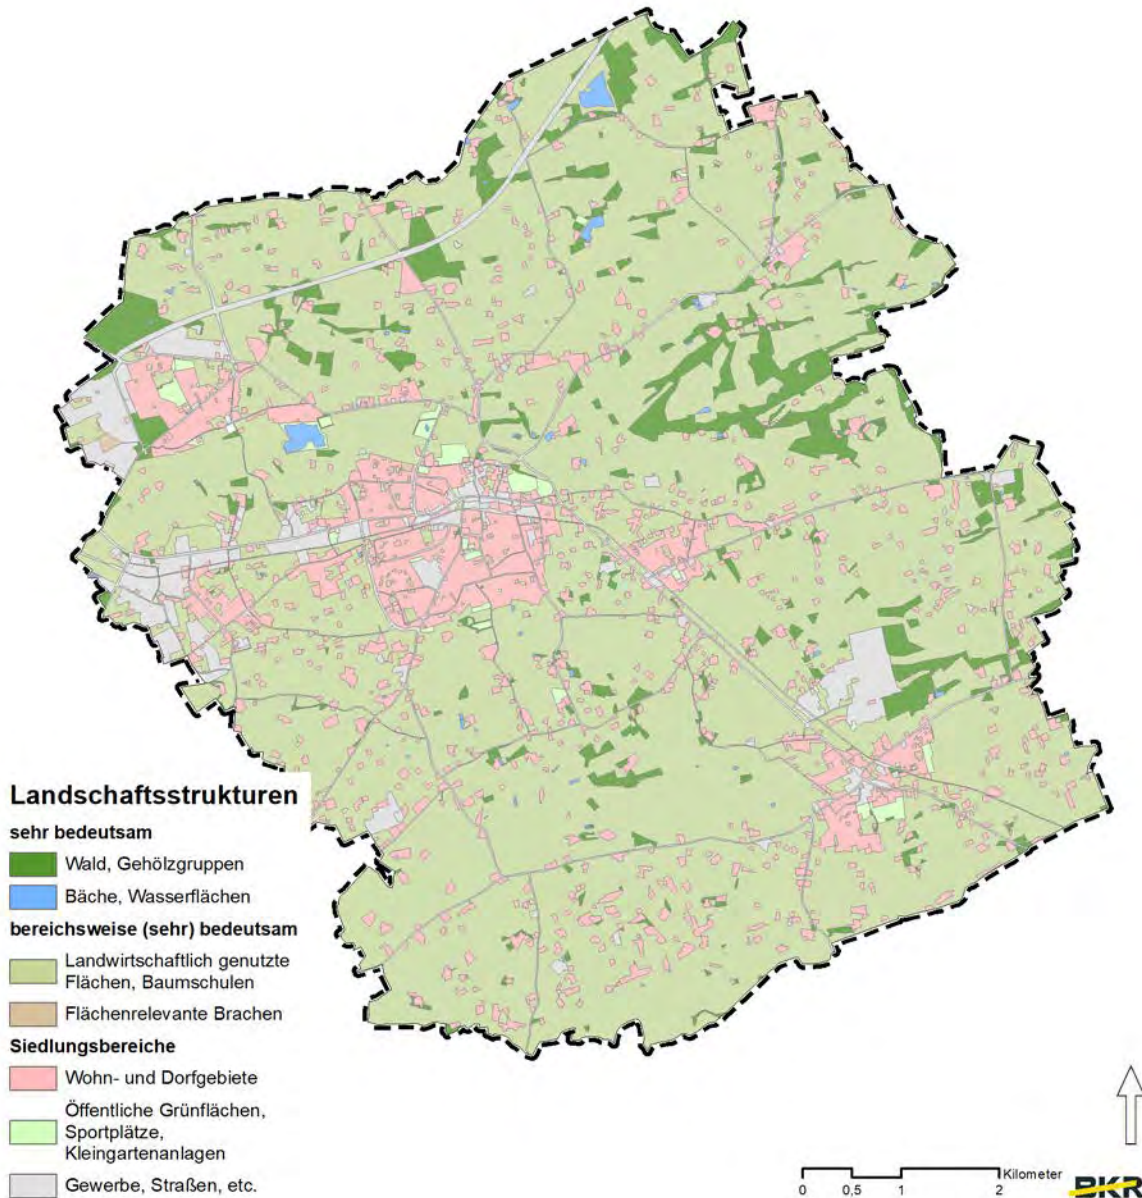 Landschaftsstrukturen
sehr bedeutsam
Wald, Gehölzgruppen
Bäche, Wasserflächen
bereichsweise (sehr) bedeutsam
Landwirtschaftlich genutzte
Flächen, Baumschulen
Flächenrelevante Brachen
Siedlungsbereiche
Wohn- und Dorfgebiete
Öffentliche Grünflächen,
Sportplätze,
Kleingartenanlagen
Gewerbe, Straßen, etc.
Kilometer
0 0,5 1 2
BKR